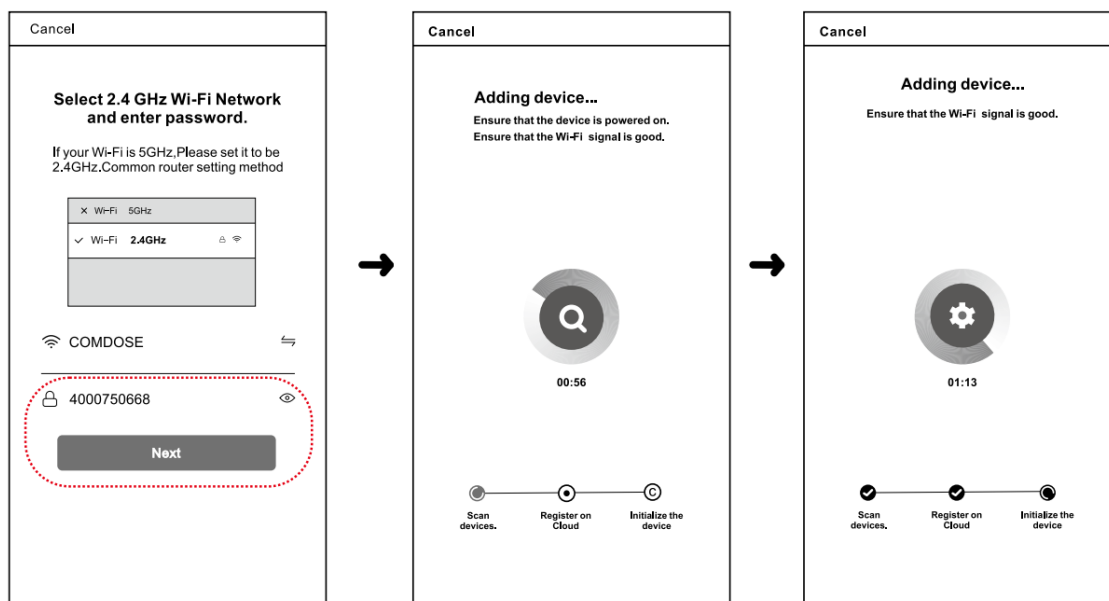 Cancel
Select 2.4 GHz Wi-Fi Network
and enter password.
If your Wi-Fi is 5GHz,Please set it to be
2.4GHz.Common router setting method
Wi-Fi 5GHz
Wi-Fi 2.4GHz
COMDOSE
4000750668
Next
Cancel
Adding device...
Ensure that the device is powered on.
Ensure that the Wi-Fi signal is good.
00:56
Scan
devices.
Register on
Cloud
C
Initialize the
device
Cancel
Adding device...
Ensure that the Wi-Fi signal is good.
01:13
Scan
devices.
Register on
Cloud
Initialize the
device